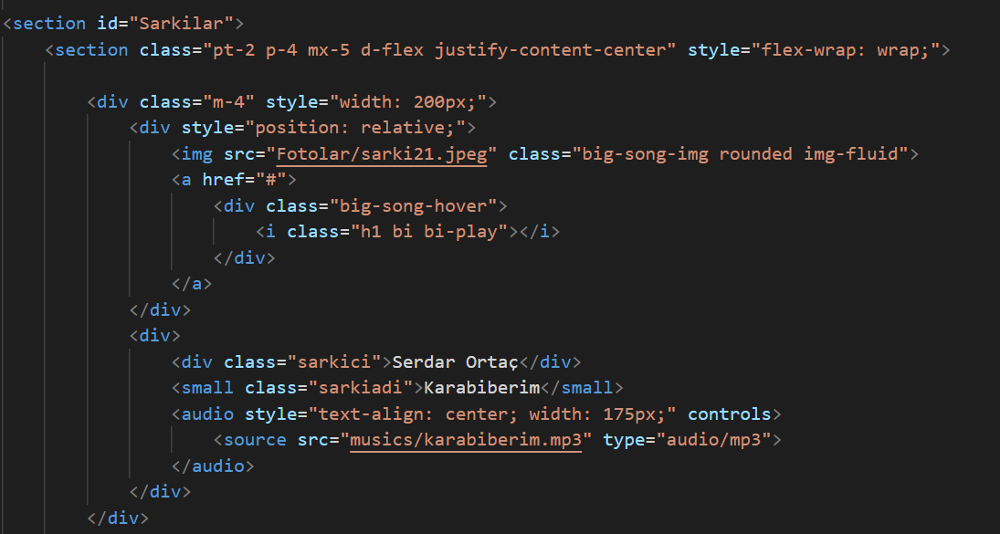 <section id="Sarkilar">
<section class="pt-2 p-4 mx-5 d-flex justify-content-center" style="flex-wrap: wrap;">
<div class="m-4" style="width: 200px;">
<div style="position: relative;">
<img src="Fotolar/sarki21.jpeg" class="big-song-img rounded img-fluid">
<a href="#">
<div class="big-song-hover">
<i class="h1 bi bi-play"></i>
</div>
</a>
</div>
<div>
<div class="sarkici">Serdar Ortaç</div>
<small class="sarkiadi">Karabiberim</small>
<audio style="text-align: center; width: 175px;" controls>
<source src="musics/karabiberim.mp3" type="audio/mp3">
</audio>
</div>
</div>